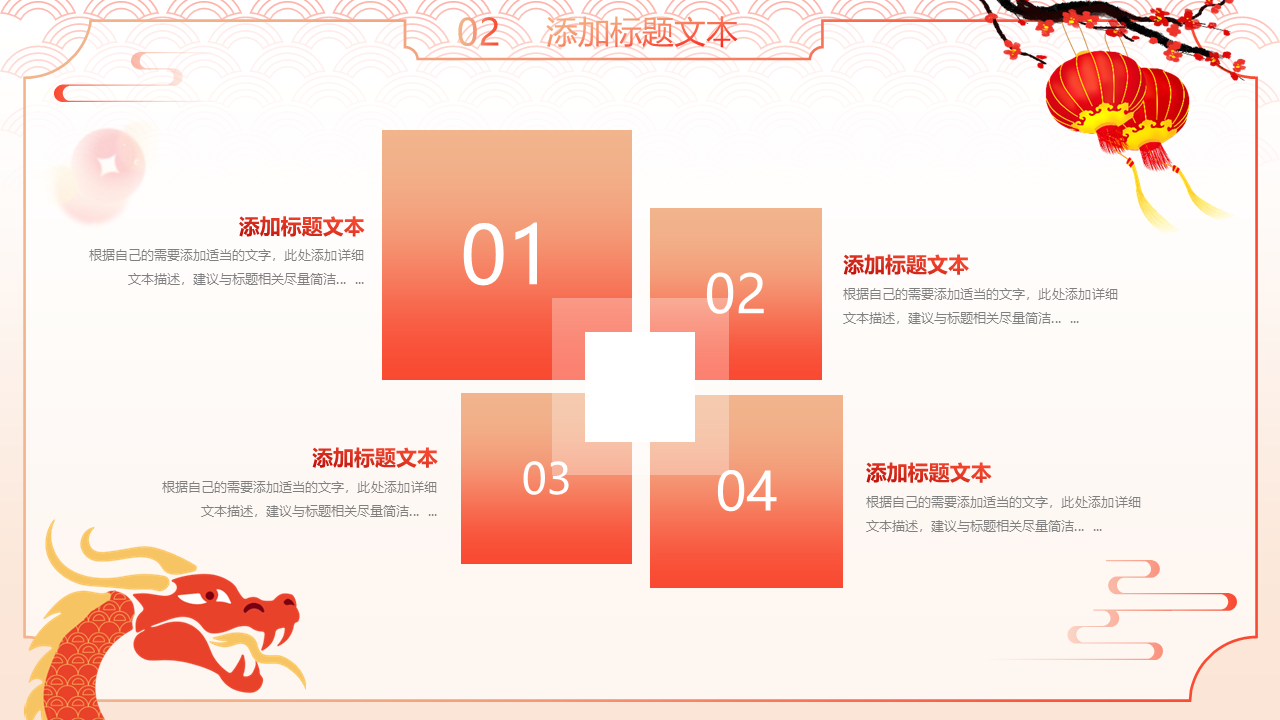 02 添加标题文本
01
添加标题文本
根据自己的需要添加适当的文字，此处添加详细
文本描述，建议与标题相关尽量简洁... ...
02
添加标题文本
根据自己的需要添加适当的文字，此处添加详细
文本描述，建议与标题相关尽量简洁... ...
03
添加标题文本
根据自己的需要添加适当的文字，此处添加详细
文本描述，建议与标题相关尽量简洁... ...
04
添加标题文本
根据自己的需要添加适当的文字，此处添加详细
文本描述，建议与标题相关尽量简洁... ...